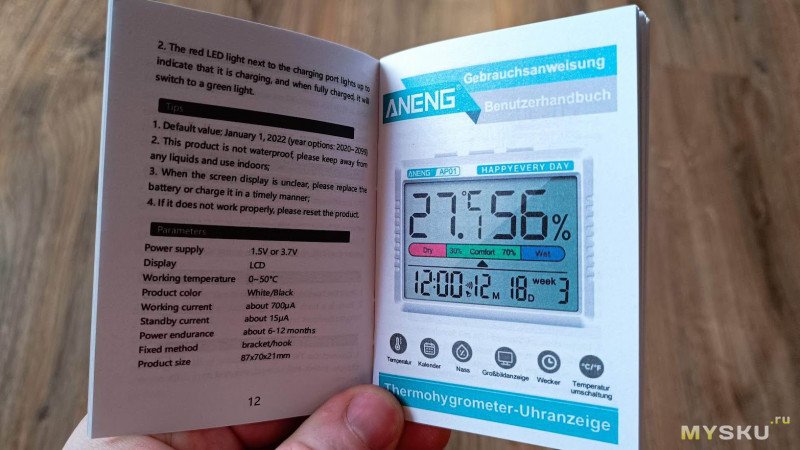 2. The red LED light next to the charging port lights up to
indicate that it is charging, and when fully charged, it will
switch to a green light.
Tips
1. Default value: January 1, 2022 (year options: 2020~2099)
2. This product is not waterproof, please keep away from
any liquids and use indoors;
3. When the screen display is unclear, please replace the
battery or charge it in a timely manner;
4. If it does not work properly, please reset the product.
Parameters
Power supply 1.5V or 3.7V
Display LCD
Working temperature 0~50°C
Product color White/Black
Working current about 700μA
Standby current about 15μA
Power endurance about 6-12 months
Fixed method bracket/hook
Product size 87x70x21mm
12
Gebrauchsanweisung
ANENG
Benutzerhandbuch
ANENG AP01 HAPPY EVERY DAY
27.5°C 56%
Dry 30% Comfort 70% Wet
12:00 12 M 18 D week 3
Temperatur Kalender Nass Großbildanzeige Wecker Temperatur
umschaltung
°C/°F
Thermohygrometer-Uhranzeige
MYSKU.ru